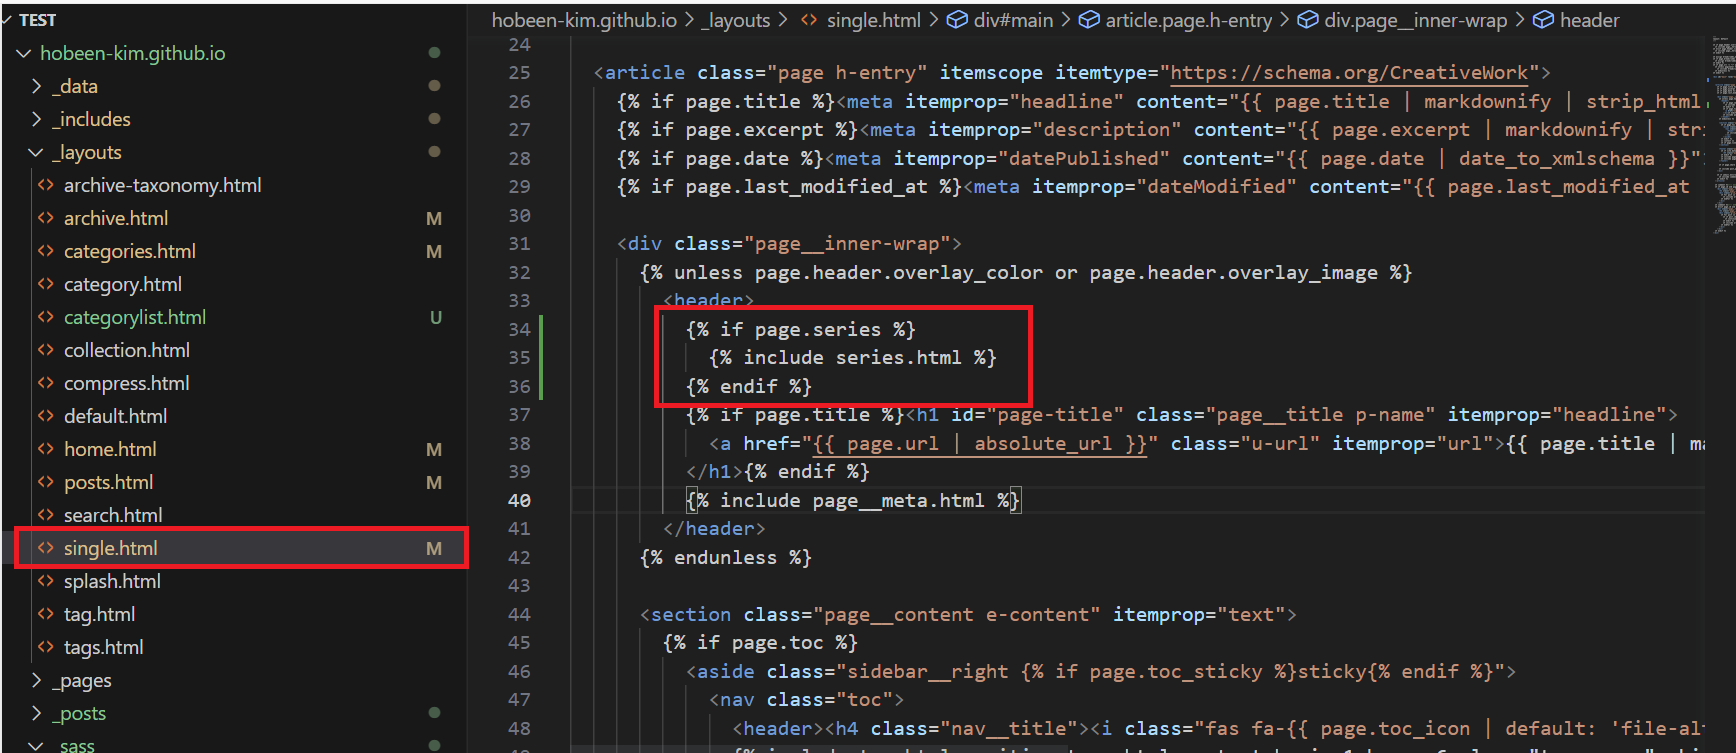 TEST
hobeen-kim.github.io
_data
_includes
_layouts
archive-taxonomy.html
archive.html M
categories.html M
category.html
categorylist.html U
collection.html
compress.html
default.html
home.html M
posts.html M
search.html
single.html M
splash.html
tag.html
tags.html
_pages
_posts
_sass
hobeen-kim.github.io > _layouts > <> single.html > div#main > article.page.h-entry > div.page__inner-wrap > header
24
25 <article class="page h-entry" itemscope itemtype="https://schema.org/CreativeWork">
26 {% if page.title %}<meta itemprop="headline" content="{{ page.title | markdownify | strip_html
27 {% if page.excerpt %}<meta itemprop="description" content="{{ page.excerpt | markdownify | stri
28 {% if page.date %}<meta itemprop="datePublished" content="{{ page.date | date_to_xmlschema }}">
29 {% if page.last_modified_at %}<meta itemprop="dateModified" content="{{ page.last_modified_at
30
31 <div class="page__inner-wrap">
32 {% unless page.header.overlay_color or page.header.overlay_image %}
33 <header>
34 {% if page.series %}
35 {% include series.html %}
36 {% endif %}
37 {% if page.title %}<h1 id="page-title" class="page__title p-name" itemprop="headline">
38 <a href="{{ page.url | absolute_url }}" class="u-url" itemprop="url">{{ page.title | ma
39 </h1>{% endif %}
40 {% include page__meta.html %}
41 </header>
42 {% endunless %}
43
44 <section class="page__content e-content" itemprop="text">
45 {% if page.toc %}
46 <aside class="sidebar__right {% if page.toc_sticky %}sticky{% endif %}">
47 <nav class="toc">
48 <header><h4 class="nav__title"><i class="fas fa-{{ page.toc_icon | default: 'file-alt